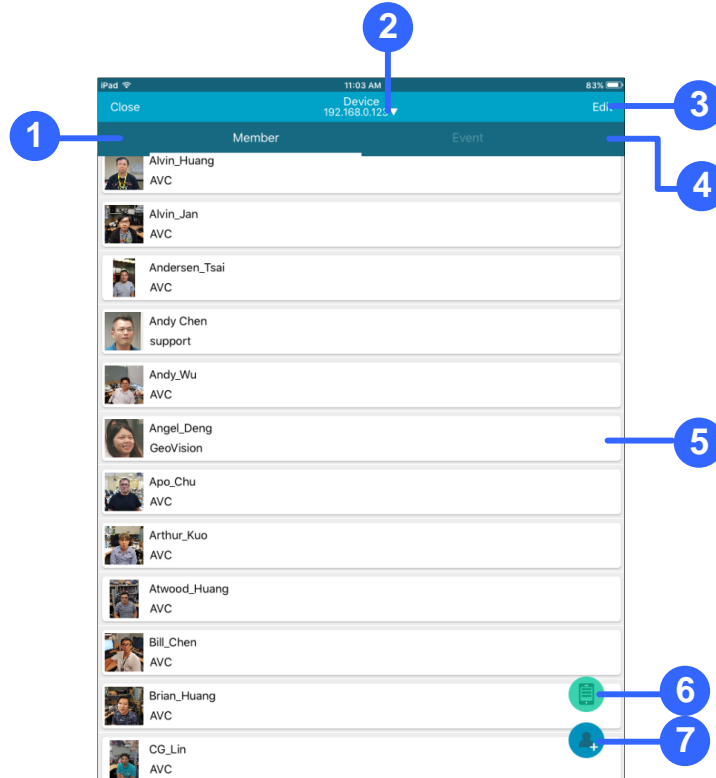 2
iPad 11:03 AM 83%
Close Device Edit 3
192.168.0.123▼
1 Member Event
Alvin_Huang
AVC
4
Alvin_Jan
AVC
Andersen_Tsai
AVC
Andy Chen
support
Andy_Wu
AVC
Angel_Deng
5
GeoVision
Apo_Chu
AVC
Arthur_Kuo
AVC
Atwood_Huang
AVC
Bill_Chen
AVC
Brian_Huang
6
AVC
7
CG_Lin
AVC